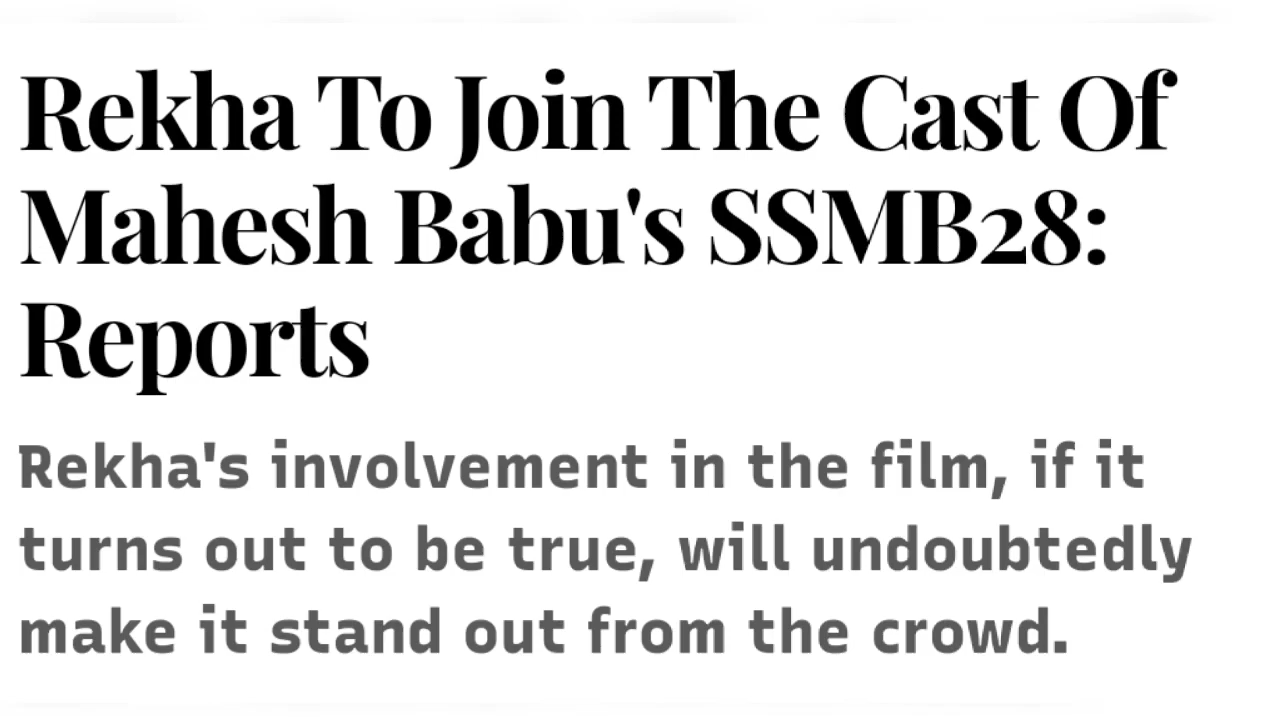 Rekha To Join The Cast Of
Mahesh Babu's SSMB28:
Reports
Rekha's involvement in the film, if it
turns out to be true, will undoubtedly
make it stand out from the crowd.